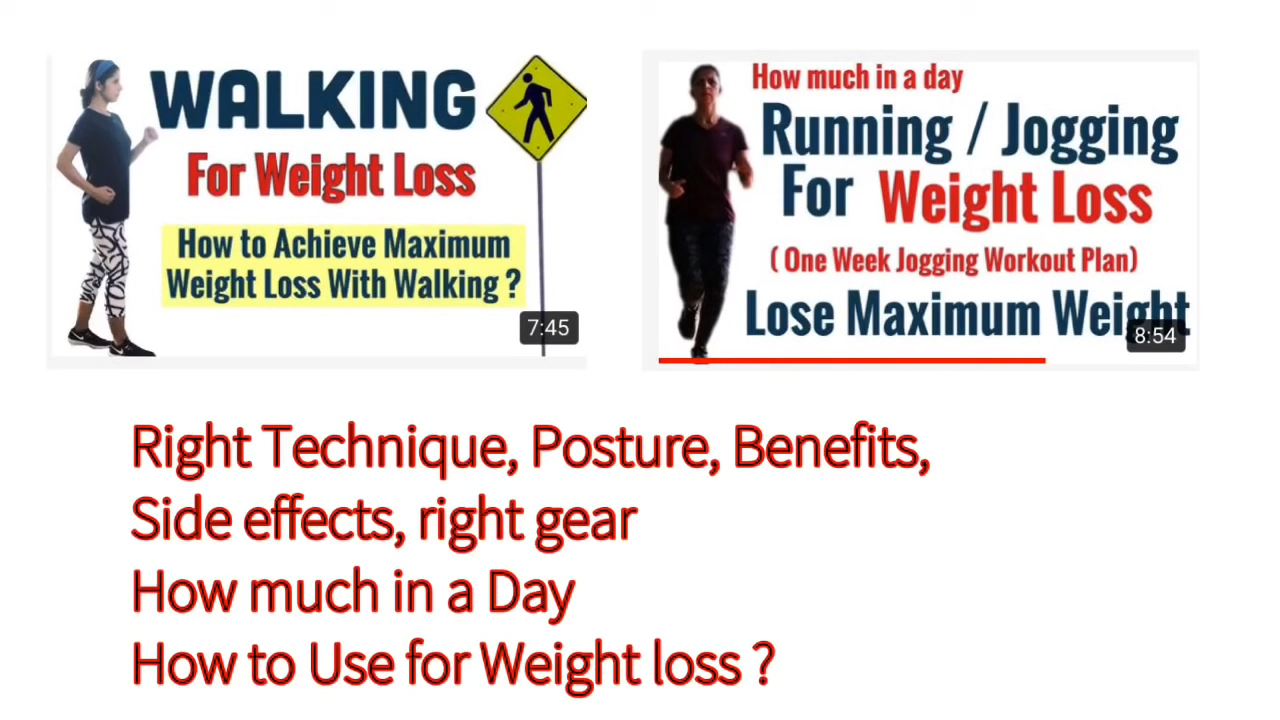 WALKING
For Weight Loss
How to Achieve Maximum
Weight Loss With Walking ?
7:45
How much in a day
Running / Jogging
For Weight Loss
( One Week Jogging Workout Plan)
Lose Maximum Weight
8:54
Right Technique, Posture, Benefits,
Side effects, right gear
How much in a Day
How to Use for Weight loss ?